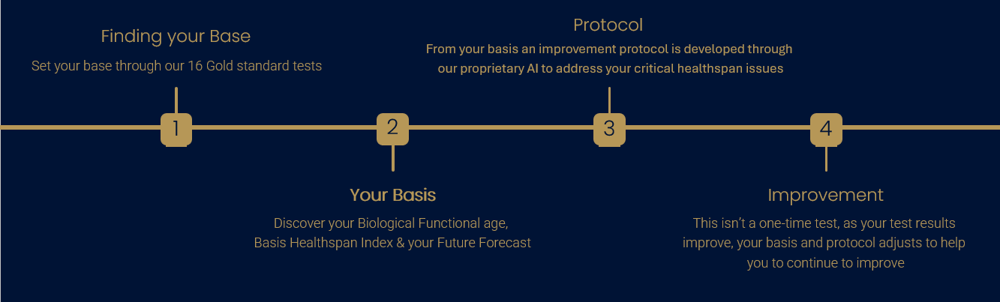 Finding your Base
Set your base through our 16 Gold standard tests
1
2
Your Basis
Discover your Biological Functional age,
Basis Healthspan Index & your Future Forecast
Protocol
From your basis an improvement protocol is developed through
our proprietary AI to address your critical healthspan issues
3
4
Improvement
This isn’t a one-time test, as your test results
improve, your basis and protocol adjusts to help
you to continue to improve